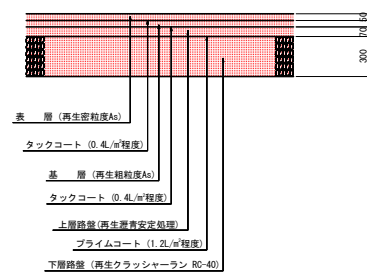 50
70
300
表　層 (再生密粒度As)
タックコート (0.4L/㎡程度)
基　層 (再生粗粒度As)
タックコート (0.4L/㎡程度)
上層路盤(再生瀝青安定処理)
プライムコート (1.2L/㎡程度)
下層路盤 (再生クラッシャーラン RC-40)